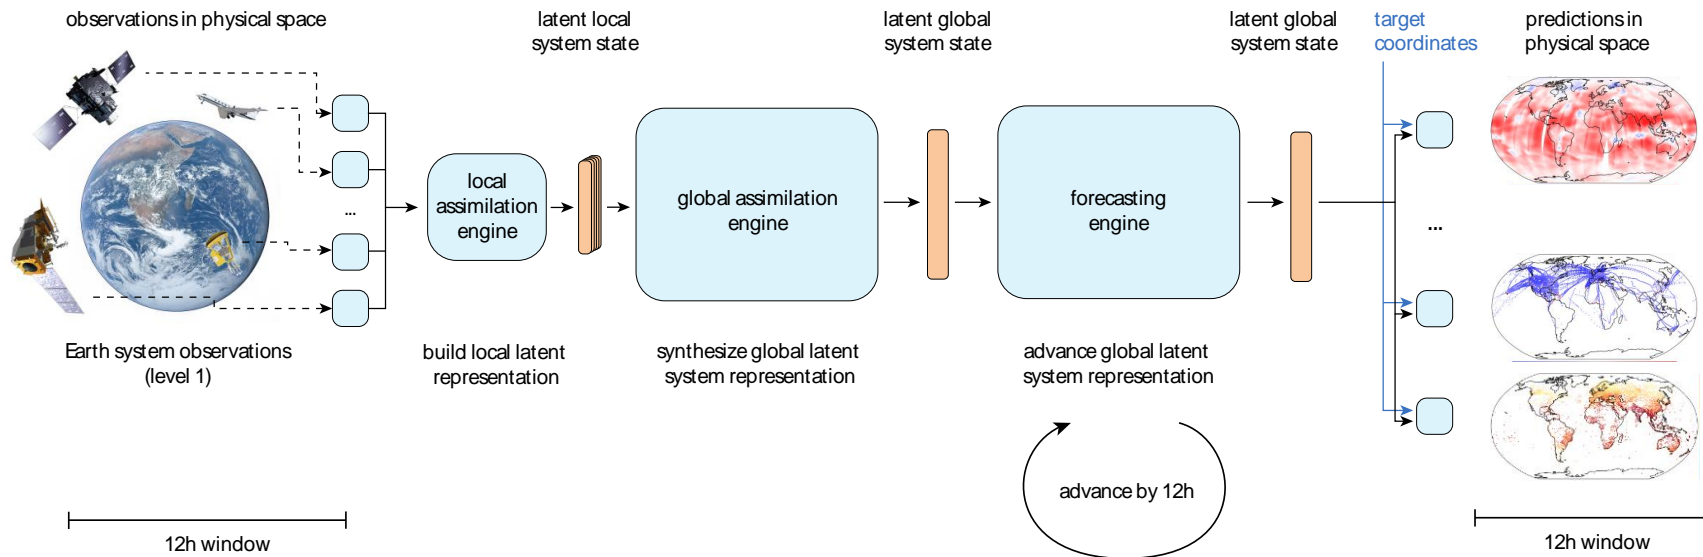 observations in physical space
latent local
system state
latent global
system state
latent global
system state
target
coordinates
predictions in
physical space
...
local
assimilation
engine
global assimilation
engine
forecasting
engine
...
Earth system observations
(level 1)
build local latent
representation
synthesize global latent
system representation
advance global latent
system representation
advance by 12h
12h window
12h window